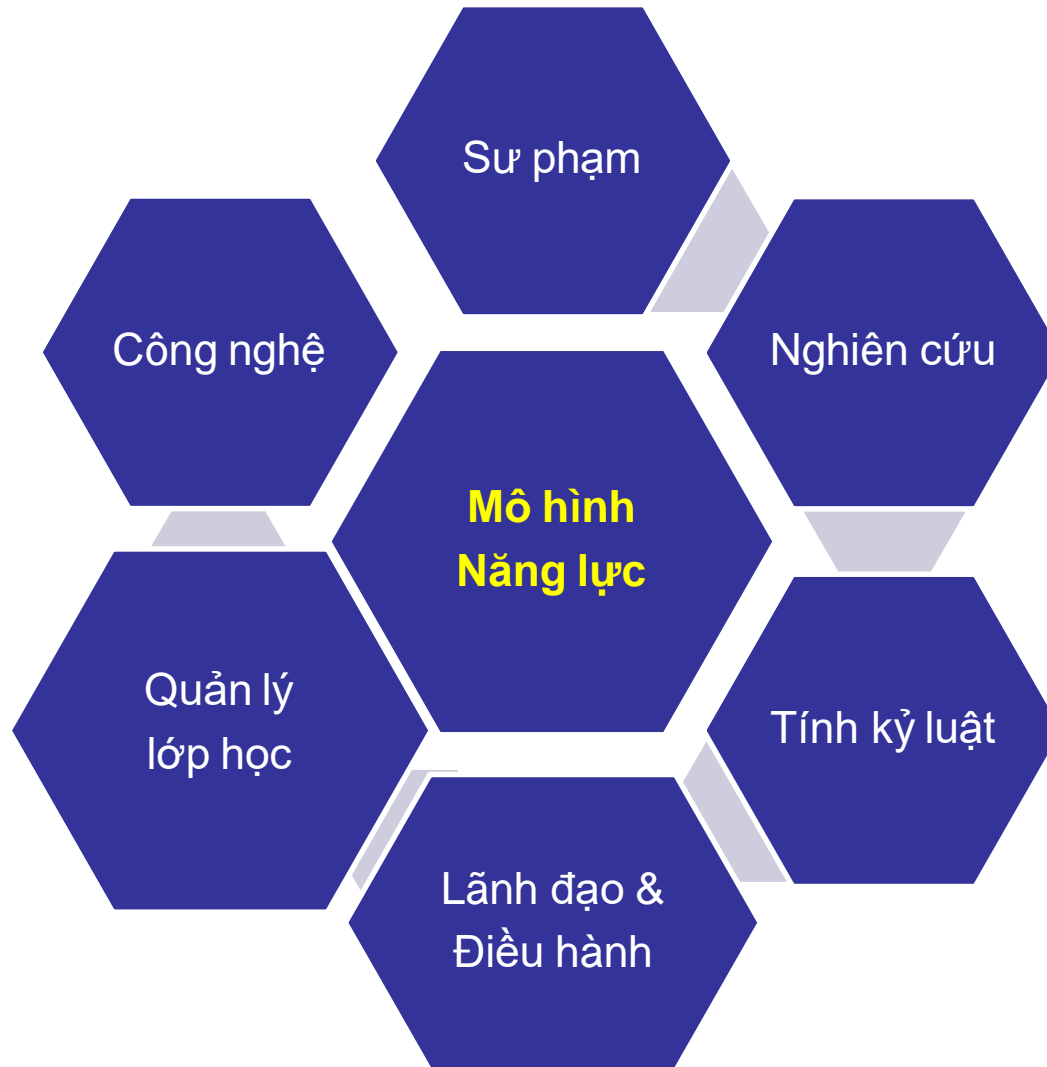 Sư phạm
Công nghệ
Nghiên cứu
Mô hình
Năng lực
Quản lý
lớp học
Tính kỷ luật
Lãnh đạo &
Điều hành